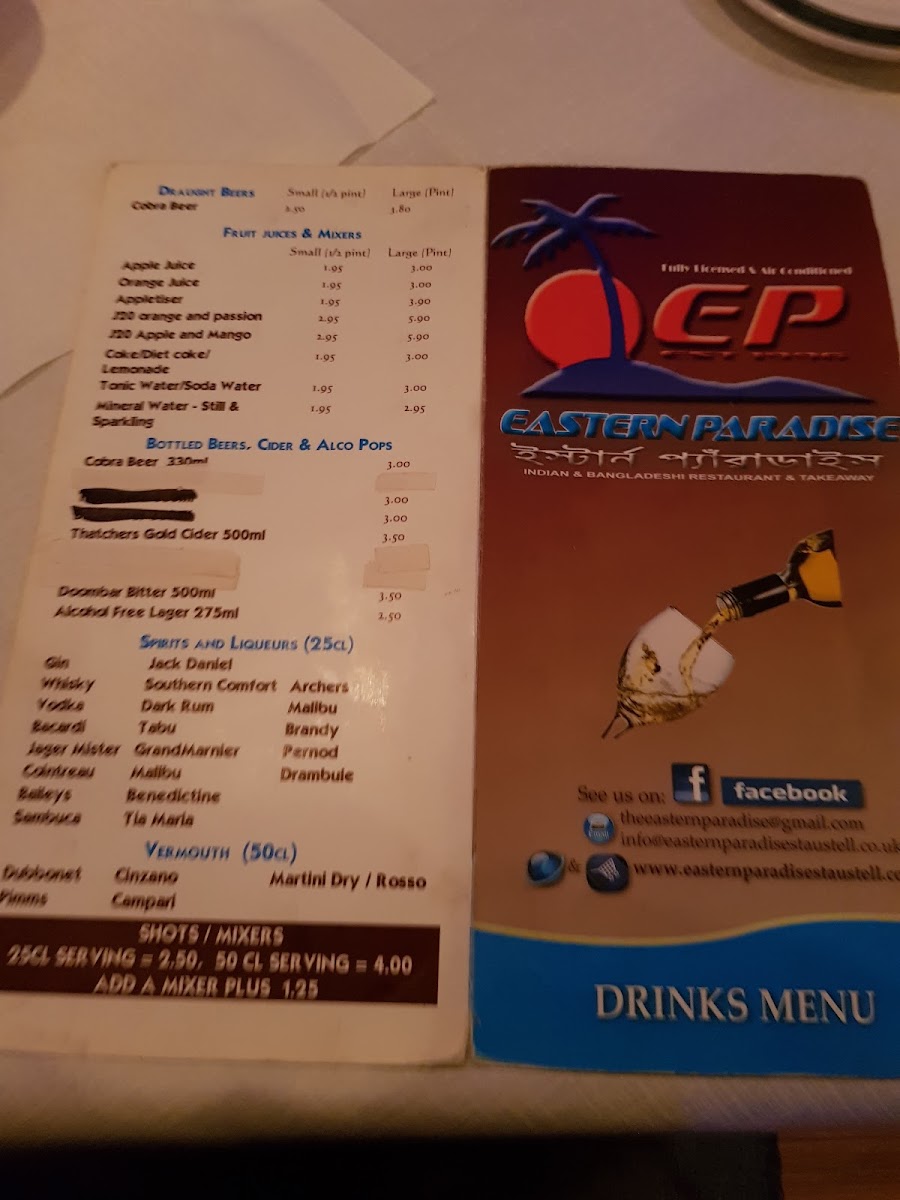 DRAUGHT BEERS Small (1/2 pint) Large (Pint)
Cobra Beer 2.50 3.80
FRUIT JUICES & MIXERS
Small (1/2 pint) Large (Pint)
Apple Juice 1.95 3.00
Orange Juice 1.95 3.00
Appletiser 1.95 3.90
J20 orange and passion 2.95 5.90
J20 Apple and Mango 2.95 5.90
Coke/Diet coke/ 1.95 3.00
Lemonade
Tonic Water/Soda Water 1.95 3.00
Mineral Water - Still & 1.95 2.95
Sparkling
BOTTLED BEERS, CIDER & ALCO POPS
Cobra Beer 330ml 3.00
3.00
3.00
Thatchers Gold Cider 500ml 3.50
Doombar Bitter 500ml 3.50
Alcohol Free Lager 275ml 2.50
SPIRITS AND LIQUEURS (25CL)
Gin Jack Daniel
Whisky Southern Comfort Archers
Vodka Dark Rum Malibu
Bacardi Tabu Brandy
Jager Mister GrandMarnier Pernod
Cointreau Malibu Drambule
Baileys Benedictine
Sambuca Tia Maria
VERMOUTH (50CL)
Dubbonet Cinzano Martini Dry / Rosso
Pimms Campari
SHOTS / MIXERS
25CL SERVING = 2.50, 50 CL SERVING = 4.00
ADD A MIXER PLUS 1.25
Fully Licensed & Air Conditioned
EP
EST 1996
EASTERN PARADISE
ইস্টার্ন প্যাঁরাডাইস
INDIAN & BANGLADESHI RESTAURANT & TAKEAWAY
See us on: f facebook
theeasternparadise@gmail.com
info@easternparadisestaustell.co.uk
& www.easternparadisestaustell.co
DRINKS MENU